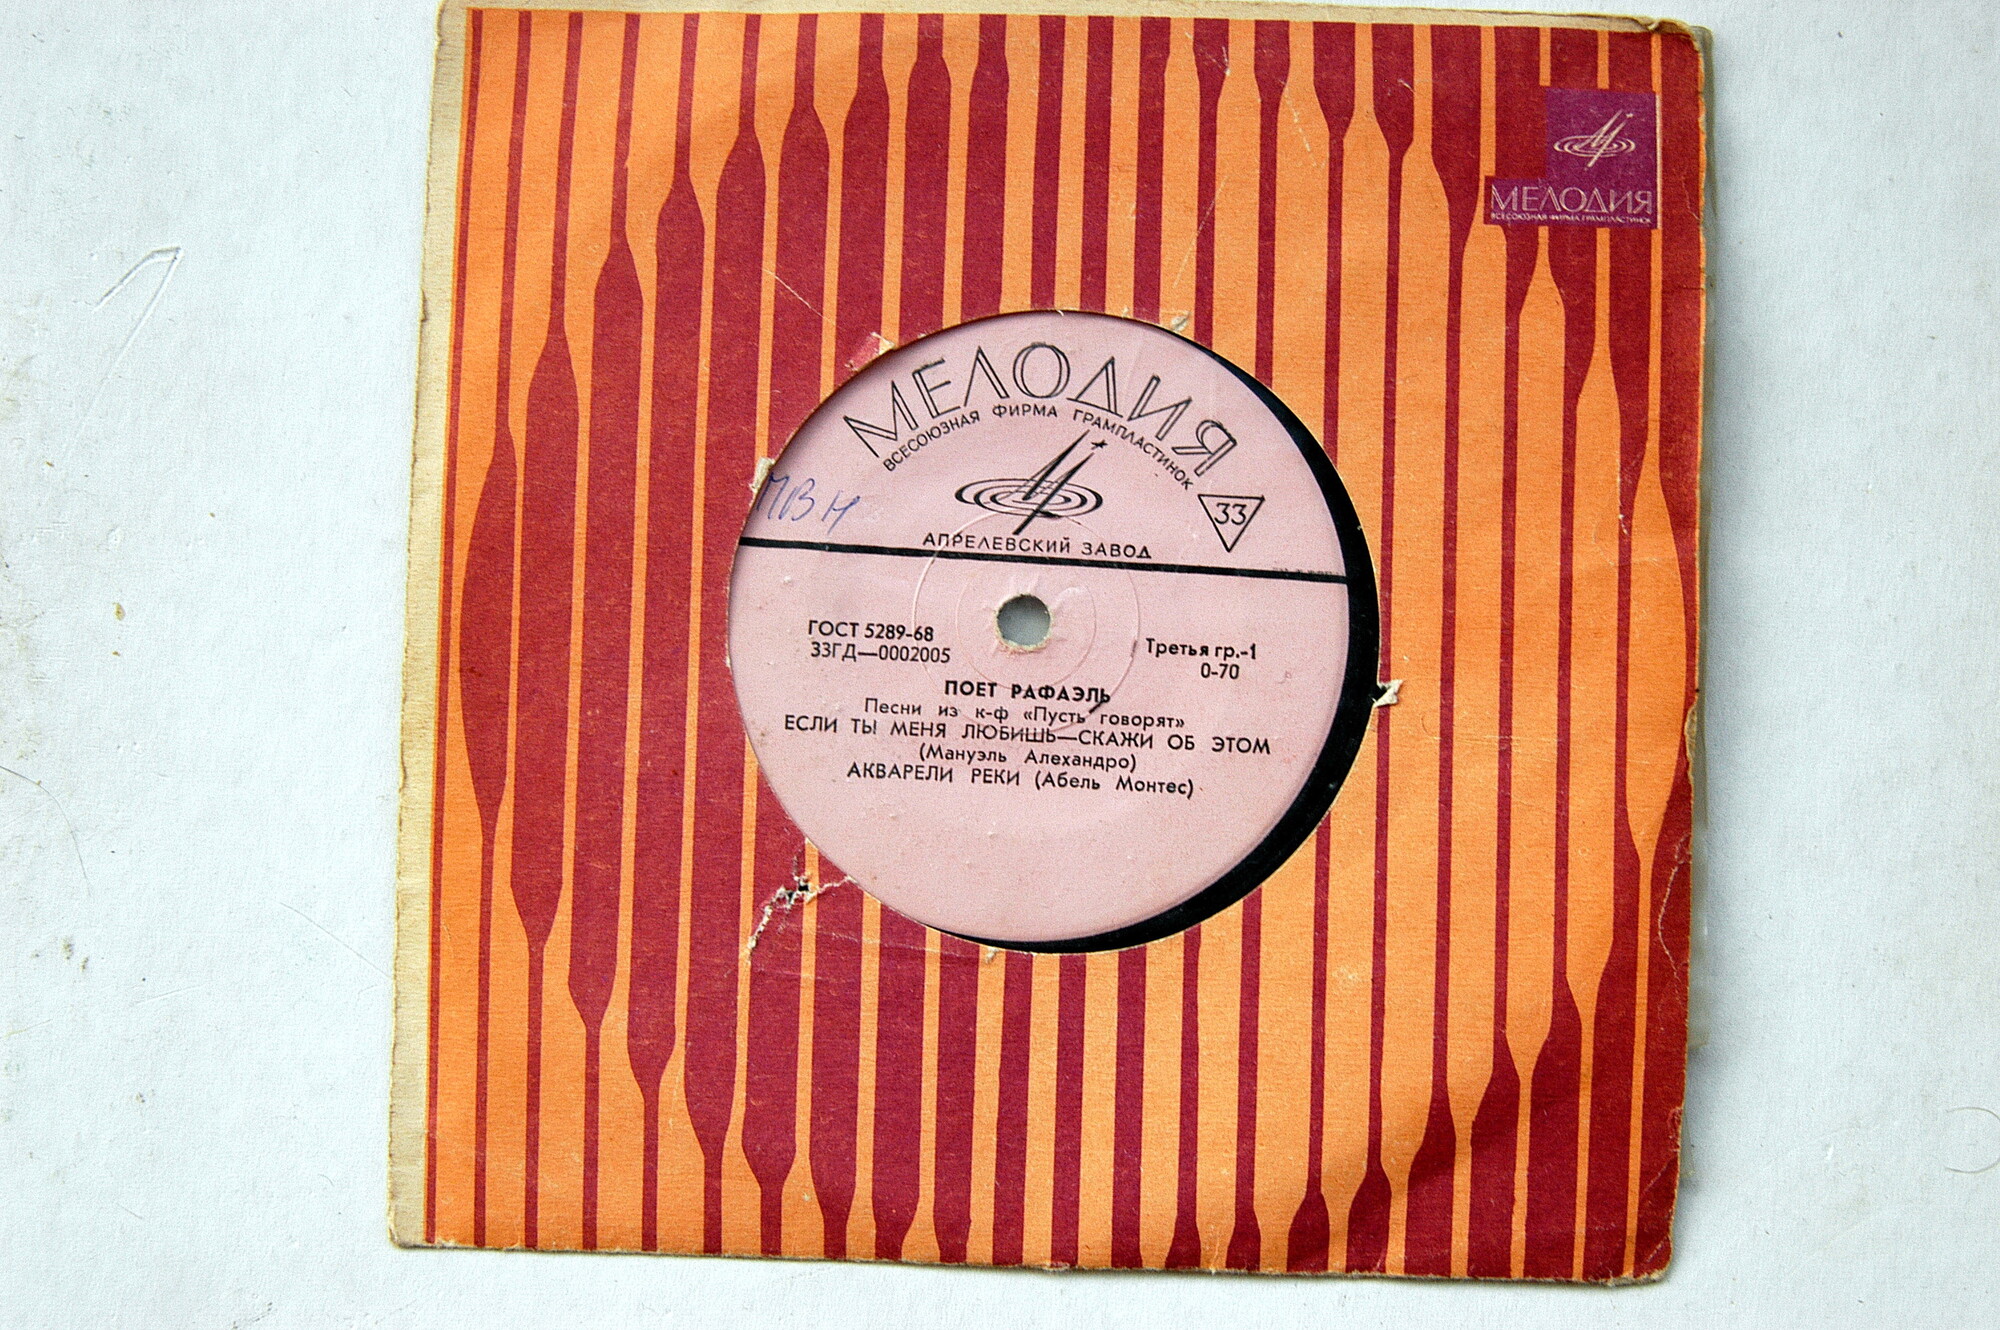 МЕЛОДИЯ
ВСЕСОЮЗНАЯ ФИРМА ГРАМПЛАСТИНОК
МЕЛОДИЯ
ВСЕСОЮЗНАЯ ФИРМА ГРАМПЛАСТИНОК
МВН
33
АПРЕЛЕВСКИЙ ЗАВОД
ГОСТ 5289-68
33ГД—0002005
Третья гр.-1
0-70
ПОЕТ РАФАЭЛЬ
Песни из к-ф «Пусть говорят»
ЕСЛИ ТЫ МЕНЯ ЛЮБИШЬ—СКАЖИ ОБ ЭТОМ
(Мануэль Алехандро)
АКВАРЕЛИ РЕКИ (Абель Монтес)